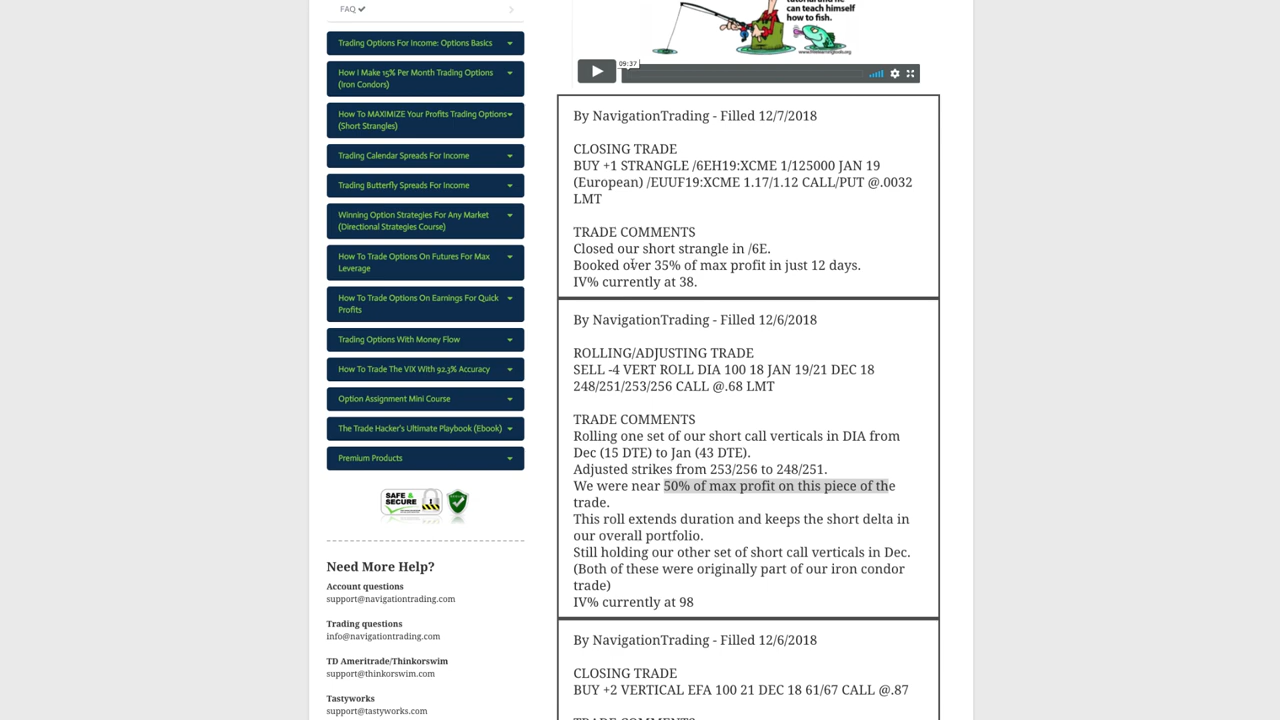 FAQ
Trading Options For Income: Options Basics
How I Make 15% Per Month Trading Options
(Iron Condors)
How To MAXIMIZE Your Profits Trading Options
(Short Strangles)
Trading Calendar Spreads For Income
Trading Butterfly Spreads For Income
Winning Option Strategies For Any Market
(Directional Strategies Course)
How To Trade Options On Futures For Max
Leverage
How To Trade Options On Earnings For Quick
Profits
Trading Options With Money Flow
How To Trade The VIX With 92.3% Accuracy
Option Assignment Mini Course
The Trade Hacker's Ultimate Playbook (Ebook)
Premium Products
SAFE &
SECURE
Need More Help?
Account questions
support@navigationtrading.com
Trading questions
info@navigationtrading.com
TD Ameritrade/Thinkorswim
support@thinkorswim.com
Tastyworks
support@tastyworks.com
can teach himself
how to fish.
09:37
By NavigationTrading - Filled 12/7/2018
CLOSING TRADE
BUY +1 STRANGLE /6EH19:XCME 1/125000 JAN 19
(European) /EUUF19:XCME 1.17/1.12 CALL/PUT @.0032
LMT
TRADE COMMENTS
Closed our short strangle in /6E.
Booked over 35% of max profit in just 12 days.
IV% currently at 38.
By NavigationTrading - Filled 12/6/2018
ROLLING/ADJUSTING TRADE
SELL -4 VERT ROLL DIA 100 18 JAN 19/21 DEC 18
248/251/253/256 CALL @.68 LMT
TRADE COMMENTS
Rolling one set of our short call verticals in DIA from
Dec (15 DTE) to Jan (43 DTE).
Adjusted strikes from 253/256 to 248/251.
We were near 50% of max profit on this piece of the
trade.
This roll extends duration and keeps the short delta in
our overall portfolio.
Still holding our other set of short call verticals in Dec.
(Both of these were originally part of our iron condor
trade)
IV% currently at 98
By NavigationTrading - Filled 12/6/2018
CLOSING TRADE
BUY +2 VERTICAL EFA 100 21 DEC 18 61/67 CALL @.87
TRADE COMMENTS